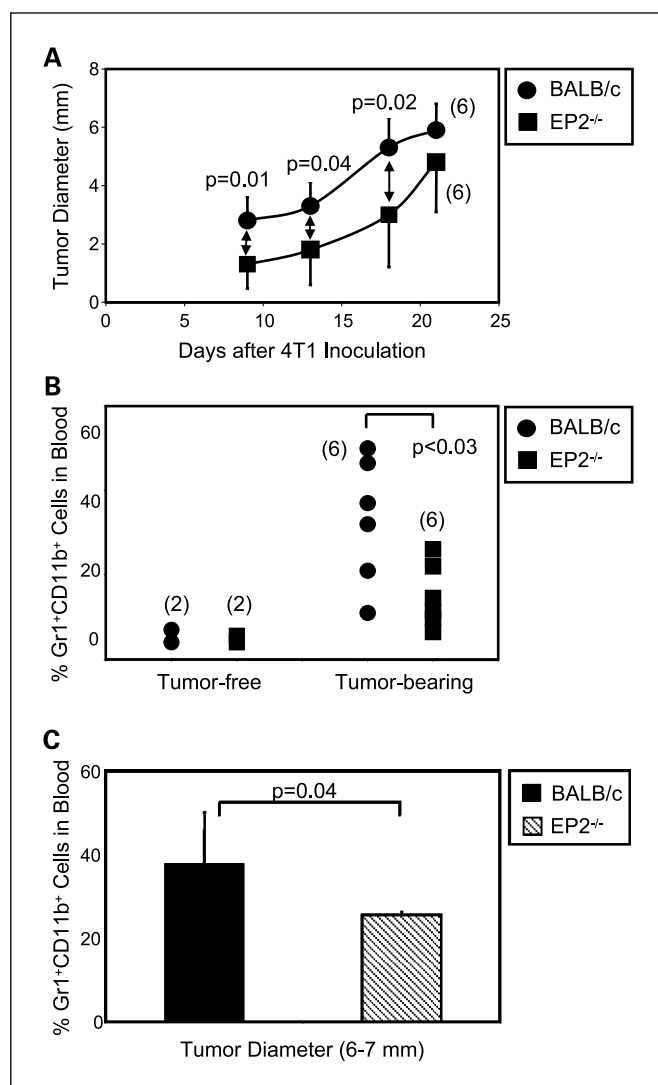 A
8
6
4
2
0
Tumor Diameter (mm)
p=0.01
p=0.04
p=0.02
(6)
(6)
0 5 10 15 20 25
Days after 4T1 Inoculation
BALB/c
EP2-/-
B
60
40
20
0
% Gr1+CD11b+ Cells in Blood
(2)
(2)
(6)
(6)
p<0.03
Tumor-free Tumor-bearing
BALB/c
EP2-/-
C
60
40
20
0
% Gr1+CD11b+ Cells in Blood
p=0.04
Tumor Diameter (6-7 mm)
BALB/c
EP2-/-